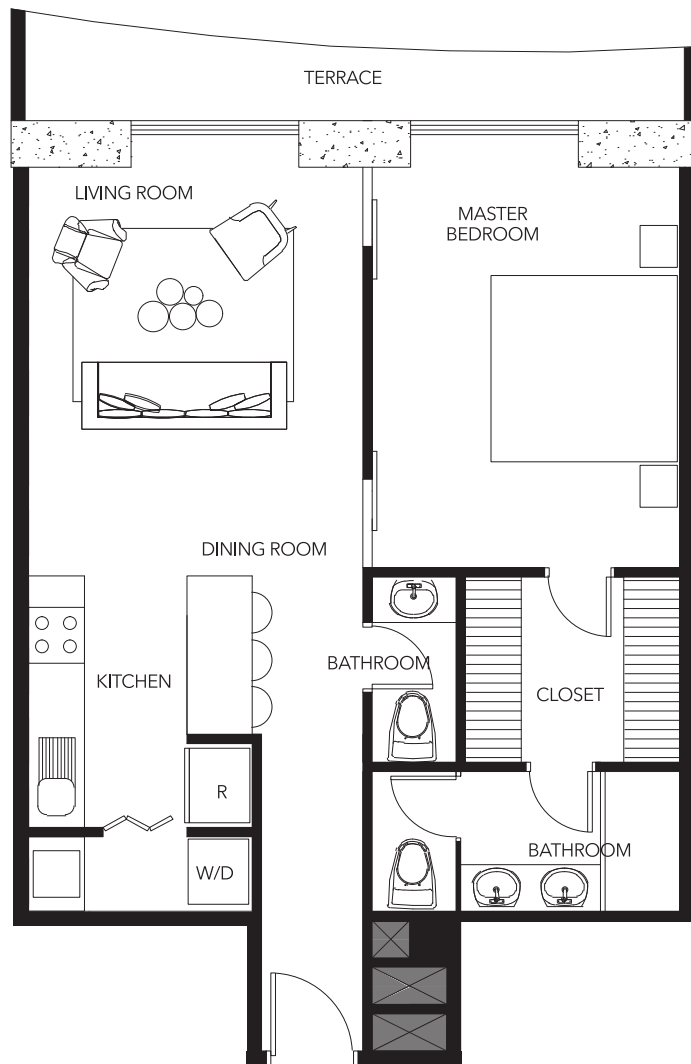 TERRACE
LIVING ROOM
MASTER
BEDROOM
DINING ROOM
BATHROOM
KITCHEN
CLOSET
R
BATHROOM
W/D